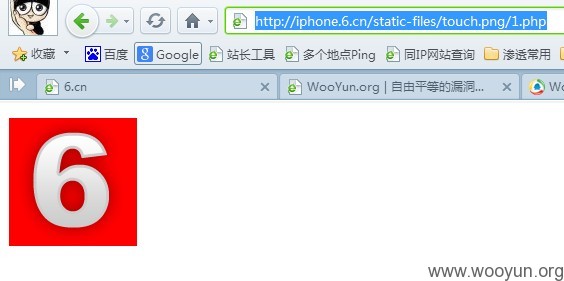 http://iphone.6.cn/static-files/touch.png/1.php
收藏 百度 Google 站长工具 多个地点Ping 同IP网站查询 渗透常用
6.cn WooYun.org | 自由平等的漏洞... Wo
6
www.wooyun.org